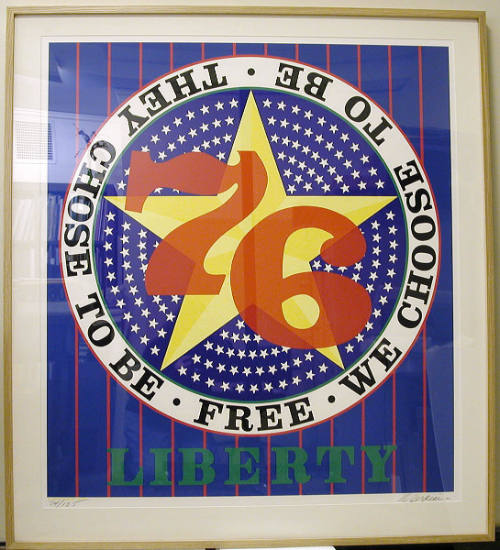 THEY CHOSE TO BE · FREE · WE CHOOSE TO BE ·
76
LIBERTY